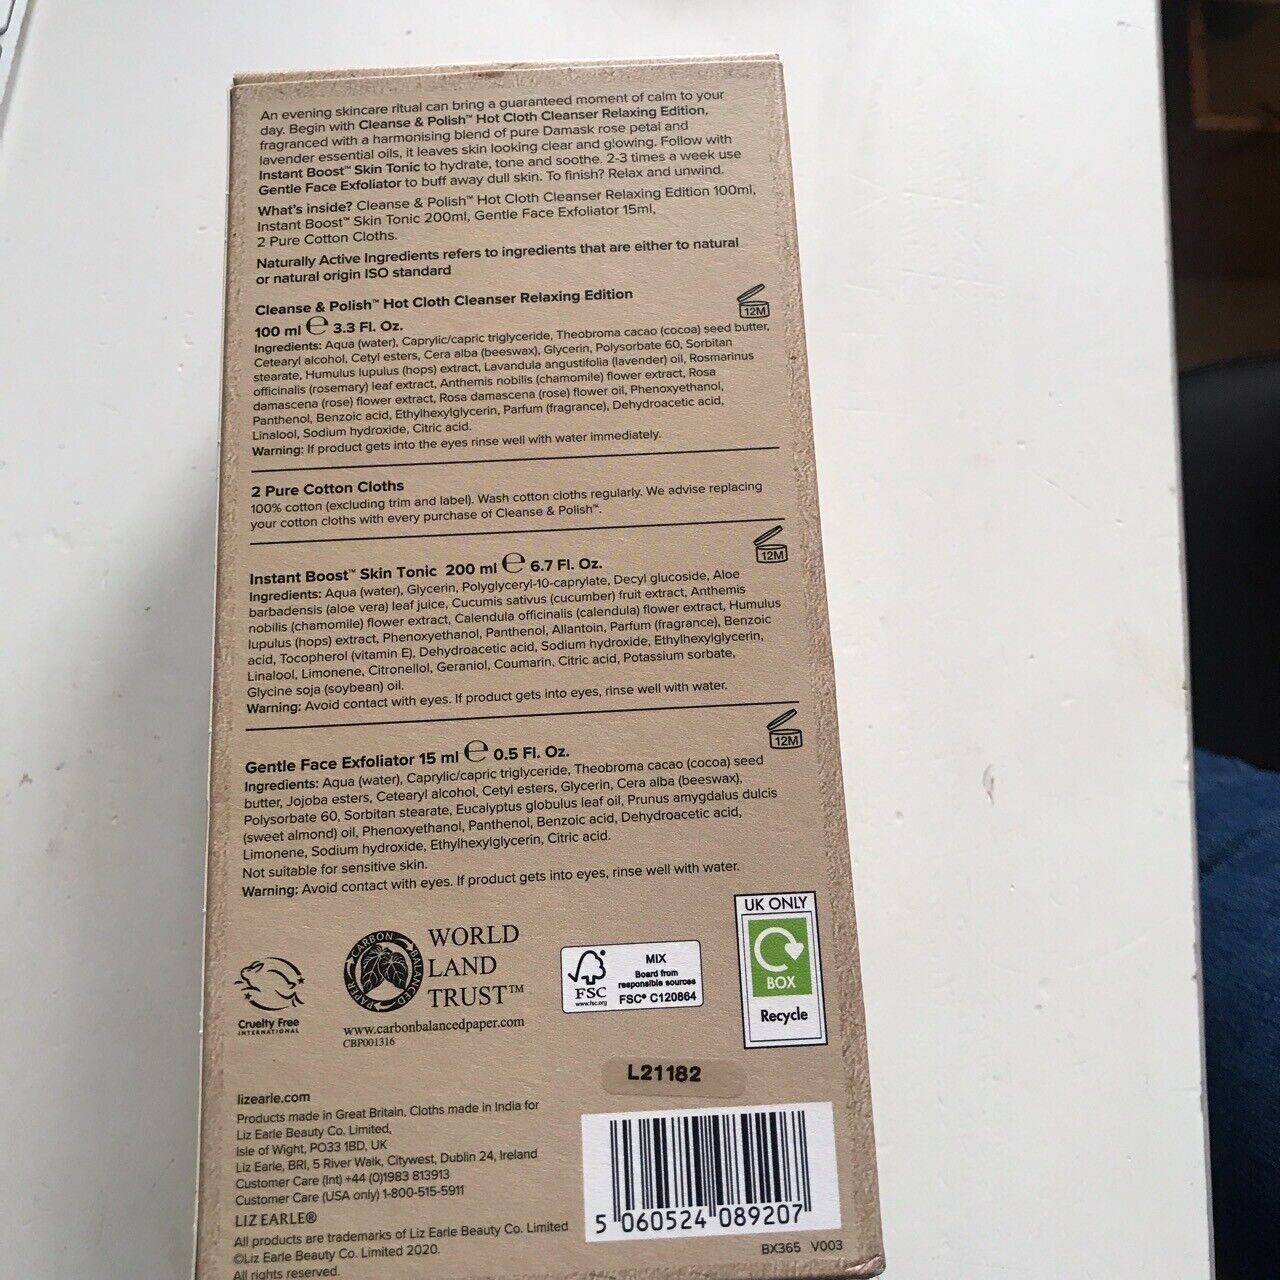 An evening skincare ritual can bring a guaranteed moment of calm to your
day. Begin with Cleanse & Polish™ Hot Cloth Cleanser Relaxing Edition,
fragranced with a harmonising blend of pure Damask rose petal and
lavender essential oils, it leaves skin looking clear and glowing. Follow with
Instant Boost™ Skin Tonic to hydrate, tone and soothe. 2-3 times a week use
Gentle Face Exfoliator to buff away dull skin. To finish? Relax and unwind.
What's inside? Cleanse & Polish™ Hot Cloth Cleanser Relaxing Edition 100ml,
Instant Boost™ Skin Tonic 200ml, Gentle Face Exfoliator 15ml,
2 Pure Cotton Cloths.
Naturally Active Ingredients refers to ingredients that are either to natural
or natural origin ISO standard
Cleanse & Polish™ Hot Cloth Cleanser Relaxing Edition
100 ml ℮ 3.3 Fl. Oz.
12M
Ingredients: Aqua (water), Caprylic/capric triglyceride, Theobroma cacao (cocoa) seed butter,
Cetearyl alcohol, Cetyl esters, Cera alba (beeswax), Glycerin, Polysorbate 60, Sorbitan
stearate, Humulus lupulus (hops) extract, Lavandula angustifolia (lavender) oil, Rosmarinus
officinalis (rosemary) leaf extract, Anthemis nobilis (chamomile) flower extract, Rosa
damascena (rose) flower extract, Rosa damascena (rose) flower oil, Phenoxyethanol,
Panthenol, Benzoic acid, Ethylhexylglycerin, Parfum (fragrance), Dehydroacetic acid,
Linalool, Sodium hydroxide, Citric acid.
Warning: If product gets into the eyes rinse well with water immediately.
2 Pure Cotton Cloths
100% cotton (excluding trim and label). Wash cotton cloths regularly. We advise replacing
your cotton cloths with every purchase of Cleanse & Polish™.
Instant Boost™ Skin Tonic 200 ml ℮ 6.7 Fl. Oz.
12M
Ingredients: Aqua (water), Glycerin, Polyglyceryl-10-caprylate, Decyl glucoside, Aloe
barbadensis (aloe vera) leaf juice, Cucumis sativus (cucumber) fruit extract, Anthemis
nobilis (chamomile) flower extract, Calendula officinalis (calendula) flower extract, Humulus
lupulus (hops) extract, Phenoxyethanol, Panthenol, Allantoin, Parfum (fragrance), Benzoic
acid, Tocopherol (vitamin E), Dehydroacetic acid, Sodium hydroxide, Ethylhexylglycerin,
Linalool, Limonene, Citronellol, Geraniol, Coumarin, Citric acid, Potassium sorbate,
Glycine soja (soybean) oil.
Warning: Avoid contact with eyes. If product gets into eyes, rinse well with water.
Gentle Face Exfoliator 15 ml ℮ 0.5 Fl. Oz.
12M
Ingredients: Aqua (water), Caprylic/capric triglyceride, Theobroma cacao (cocoa) seed
butter, Jojoba esters, Cetearyl alcohol, Cetyl esters, Glycerin, Cera alba (beeswax),
Polysorbate 60, Sorbitan stearate, Eucalyptus globulus leaf oil, Prunus amygdalus dulcis
(sweet almond) oil, Phenoxyethanol, Panthenol, Benzoic acid, Dehydroacetic acid,
Limonene, Sodium hydroxide, Ethylhexylglycerin, Citric acid.
Not suitable for sensitive skin.
Warning: Avoid contact with eyes. If product gets into eyes, rinse well with water.
Cruelty Free
INTERNATIONAL
CARBON BALANCED PAPER
WORLD
LAND
TRUST™
www.carbonbalancedpaper.com
CBP001316
FSC
www.fsc.org
MIX
Board from
responsible sources
FSC® C120864
UK ONLY
BOX
Recycle
L21182
lizearle.com
Products made in Great Britain, Cloths made in India for
Liz Earle Beauty Co. Limited,
Isle of Wight, PO33 1BD, UK
Liz Earle, BRI, 5 River Walk, Citywest, Dublin 24, Ireland
Customer Care (Int) +44 (0)1983 813913
Customer Care (USA only) 1-800-515-5911
LIZ EARLE®
All products are trademarks of Liz Earle Beauty Co. Limited
©Liz Earle Beauty Co. Limited 2020.
All rights reserved.
5 060524 089207
BX365 V003